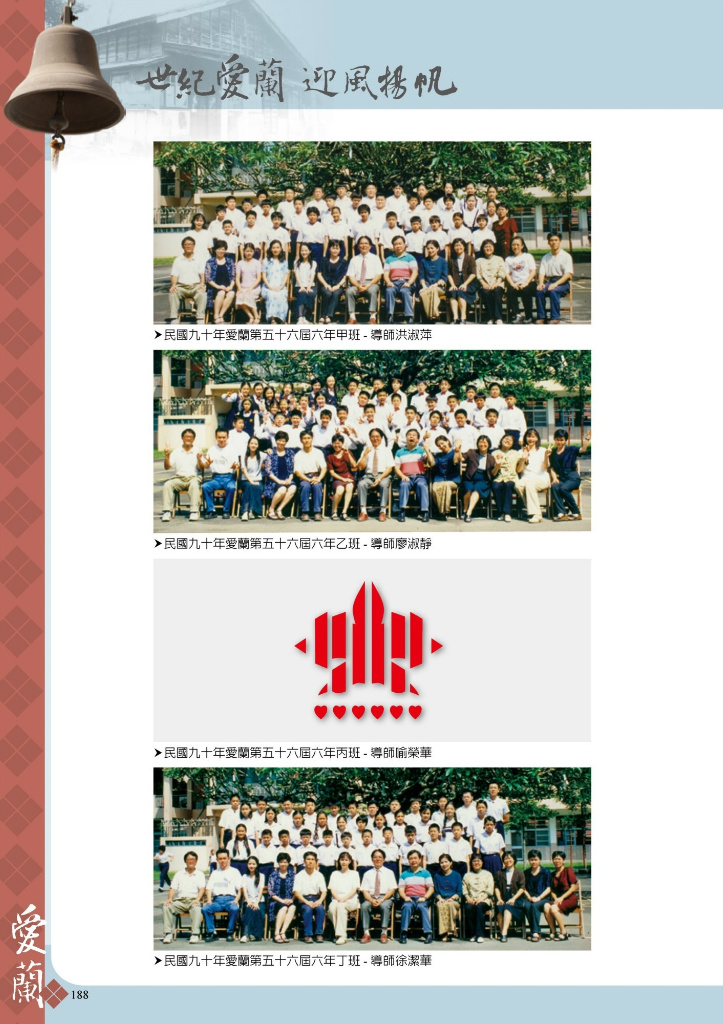 世紀愛蘭 迎風揚帆
民國九十年愛蘭第五十六屆六年甲班 - 導師洪淑萍
民國九十年愛蘭第五十六屆六年乙班 - 導師廖淑靜
民國九十年愛蘭第五十六屆六年丙班 - 導師喻榮華
民國九十年愛蘭第五十六屆六年丁班 - 導師徐潔華
愛蘭
188